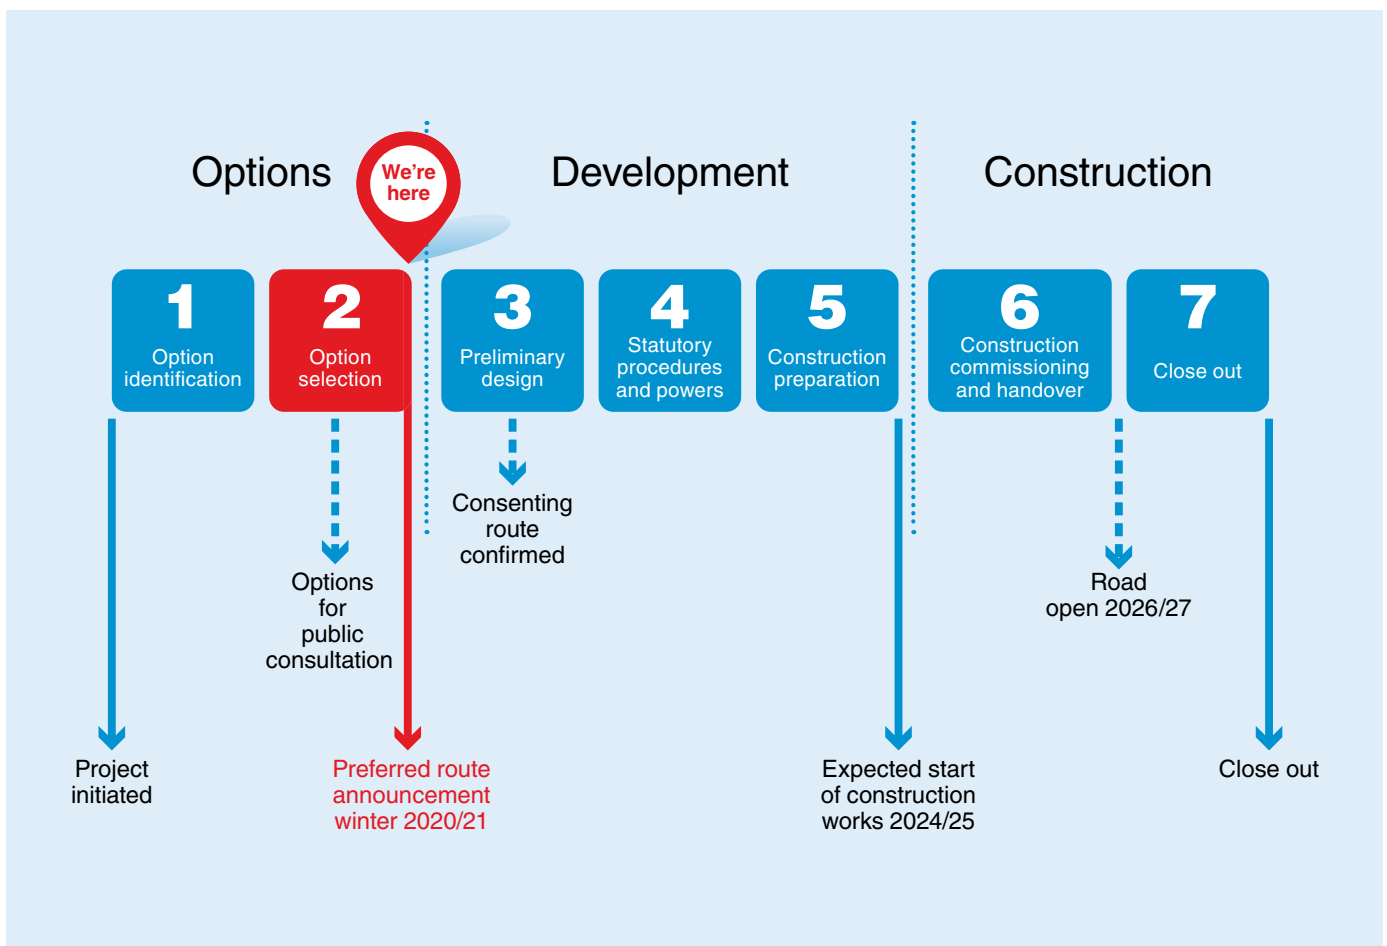 Options
We're
here
Development
Construction
1
Option
identification
2
Option
selection
3
Preliminary
design
4
Statutory
procedures
and powers
5
Construction
preparation
6
Construction
commissioning
and handover
7
Close out
Consenting
route
confirmed
Options
for
public
consultation
Road
open 2026/27
Project
initiated
Preferred route
announcement
winter 2020/21
Expected start
of construction
works 2024/25
Close out